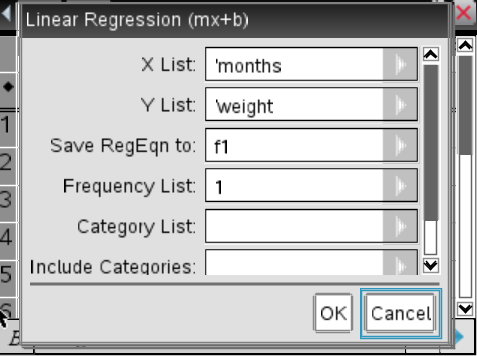 Linear Regression (mx+b)
X List: 'months
Y List: 'weight
Save RegEqn to: f1
Frequency List: 1
Category List:
Include Categories:
OK Cancel
1
2
3
4
5
6
B